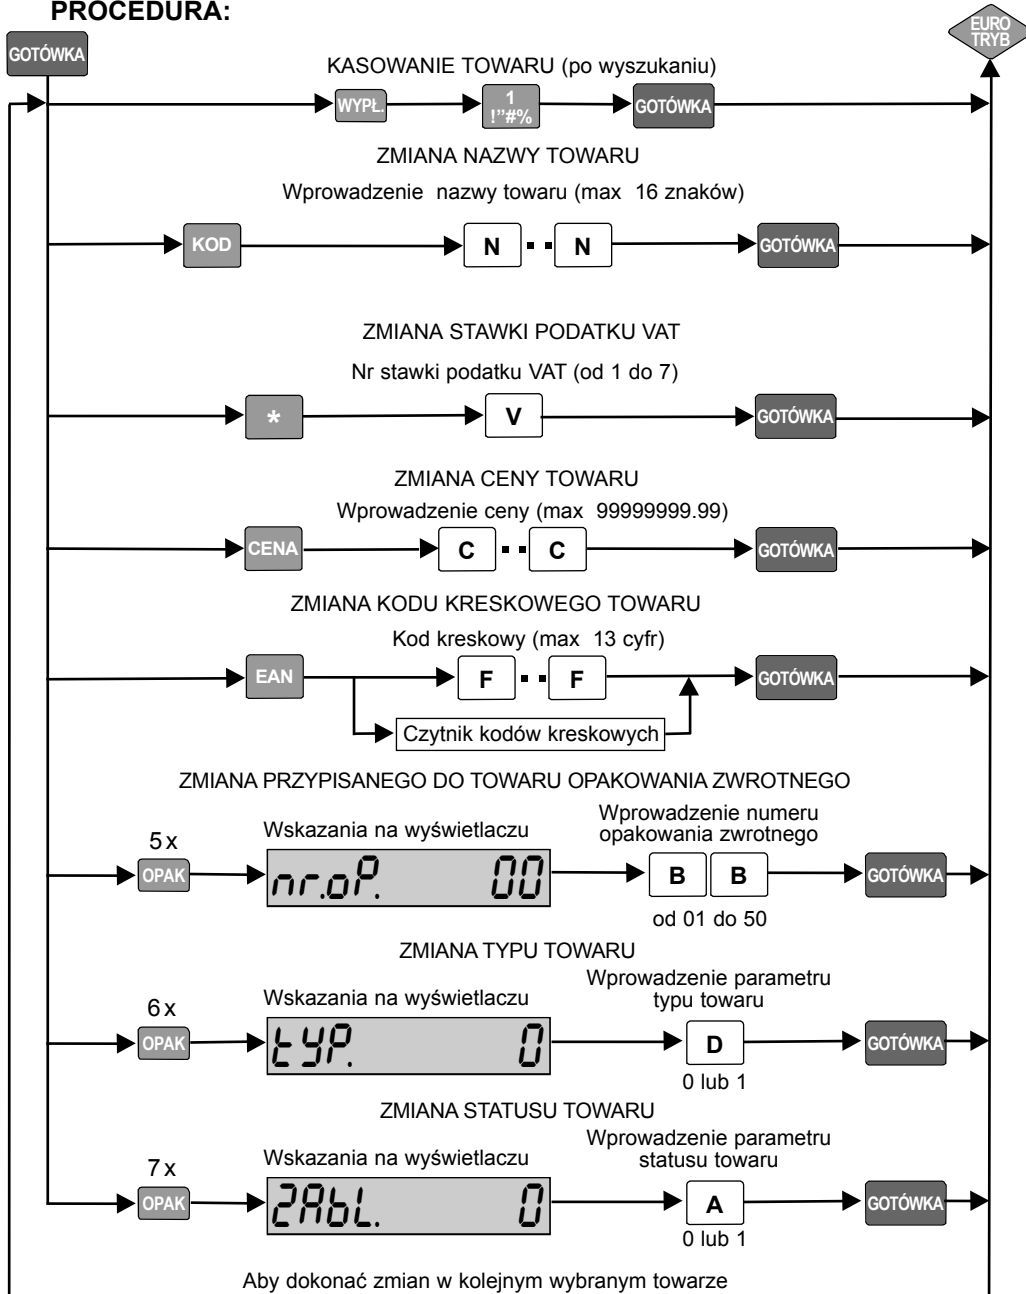 PROCEDURA:
GOTÓWKA
EURO
TRYB
KASOWANIE TOWARU (po wyszukaniu)
WYPŁ.
1
!"#%
GOTÓWKA
ZMIANA NAZWY TOWARU
Wprowadzenie nazwy towaru (max 16 znaków)
KOD N ▪ ▪ N GOTÓWKA
ZMIANA STAWKI PODATKU VAT
Nr stawki podatku VAT (od 1 do 7)
* V GOTÓWKA
ZMIANA CENY TOWARU
Wprowadzenie ceny (max 99999999.99)
CENA C ▪ ▪ C GOTÓWKA
ZMIANA KODU KRESKOWEGO TOWARU
Kod kreskowy (max 13 cyfr)
EAN F ▪ ▪ F GOTÓWKA
Czytnik kodów kreskowych
ZMIANA PRZYPISANEGO DO TOWARU OPAKOWANIA ZWROTNEGO
5x
Wskazania na wyświetlaczu
Wprowadzenie numeru
opakowania zwrotnego
OPAK nr.oP. 00 B B GOTÓWKA
od 01 do 50
ZMIANA TYPU TOWARU
6x
Wskazania na wyświetlaczu
Wprowadzenie parametru
typu towaru
OPAK tYP. 0 D GOTÓWKA
0 lub 1
ZMIANA STATUSU TOWARU
7x
Wskazania na wyświetlaczu
Wprowadzenie parametru
statusu towaru
OPAK 2AbL. 0 A GOTÓWKA
0 lub 1
Aby dokonać zmian w kolejnym wybranym towarze